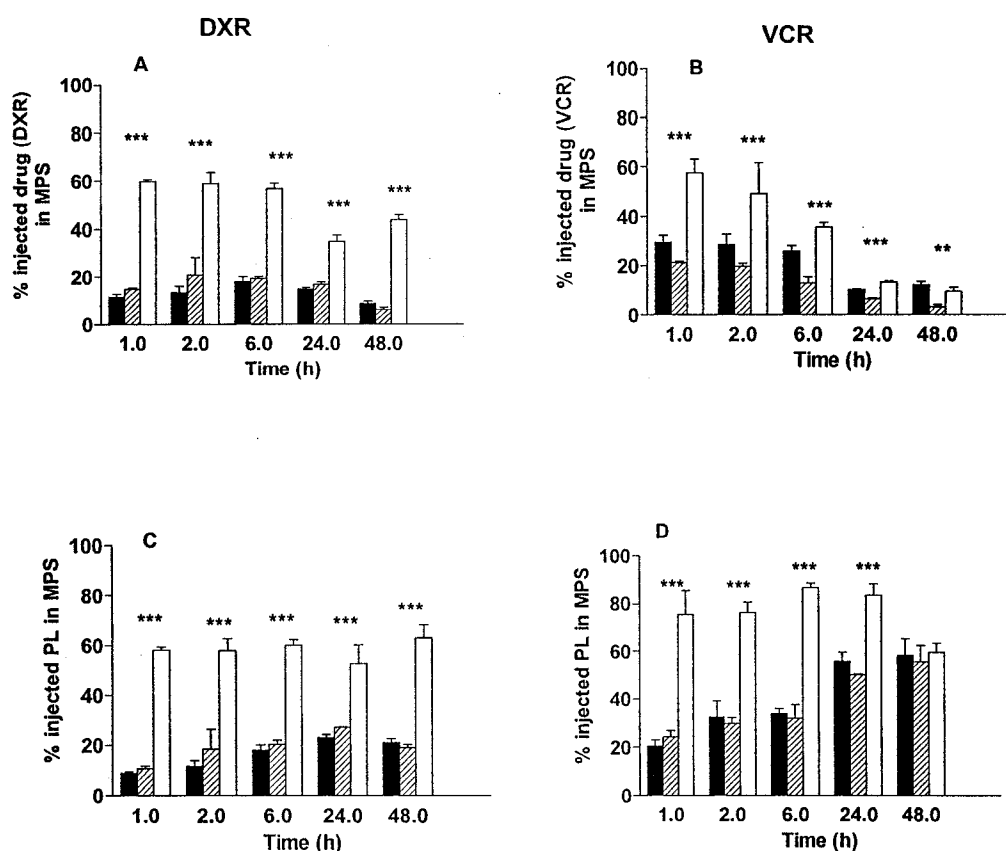 DXR
VCR
A
% injected drug (DXR)
in MPS
100
80
60
40
20
0
***
***
***
***
***
1.0 2.0 6.0 24.0 48.0
Time (h)
B
% injected drug (VCR)
in MPS
100
80
60
40
20
0
***
***
***
***
**
1.0 2.0 6.0 24.0 48.0
Time (h)
C
% injected PL in MPS
100
80
60
40
20
0
***
***
***
***
***
1.0 2.0 6.0 24.0 48.0
Time (h)
D
% injected PL in MPS
100
80
60
40
20
0
***
***
***
***
1.0 2.0 6.0 24.0 48.0
Time (h)